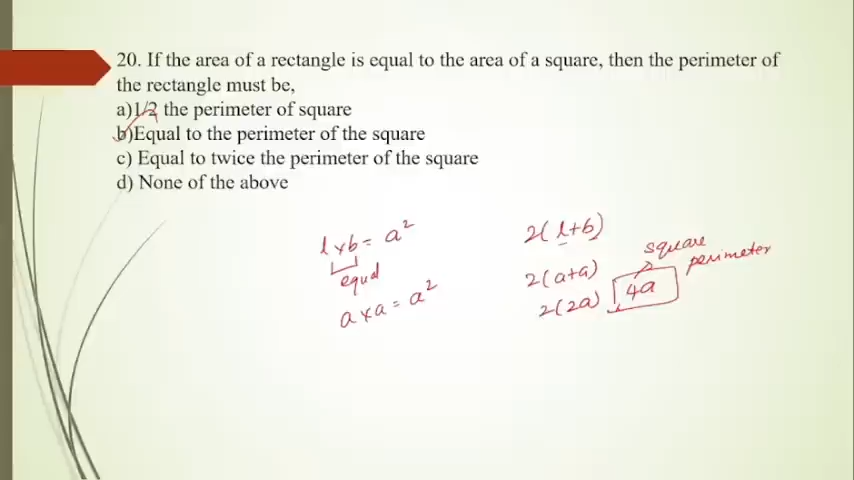 20. If the area of a rectangle is equal to the area of a square, then the perimeter of
the rectangle must be,
a)1/2 the perimeter of square
b)Equal to the perimeter of the square
c) Equal to twice the perimeter of the square
d) None of the above
l×b = a²
equal
a×a = a²
2(l+b)
square
perimeter
2(a+a)
2(2a) 4a